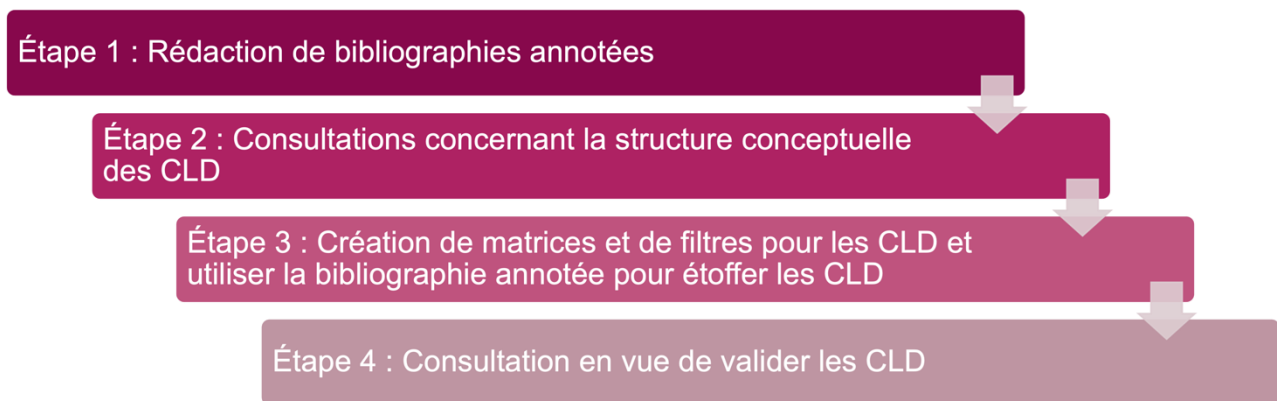 Étape 1 : Rédaction de bibliographies annotées
Étape 2 : Consultations concernant la structure conceptuelle
des CLD
Étape 3 : Création de matrices et de filtres pour les CLD et
utiliser la bibliographie annotée pour étoffer les CLD
Étape 4 : Consultation en vue de valider les CLD